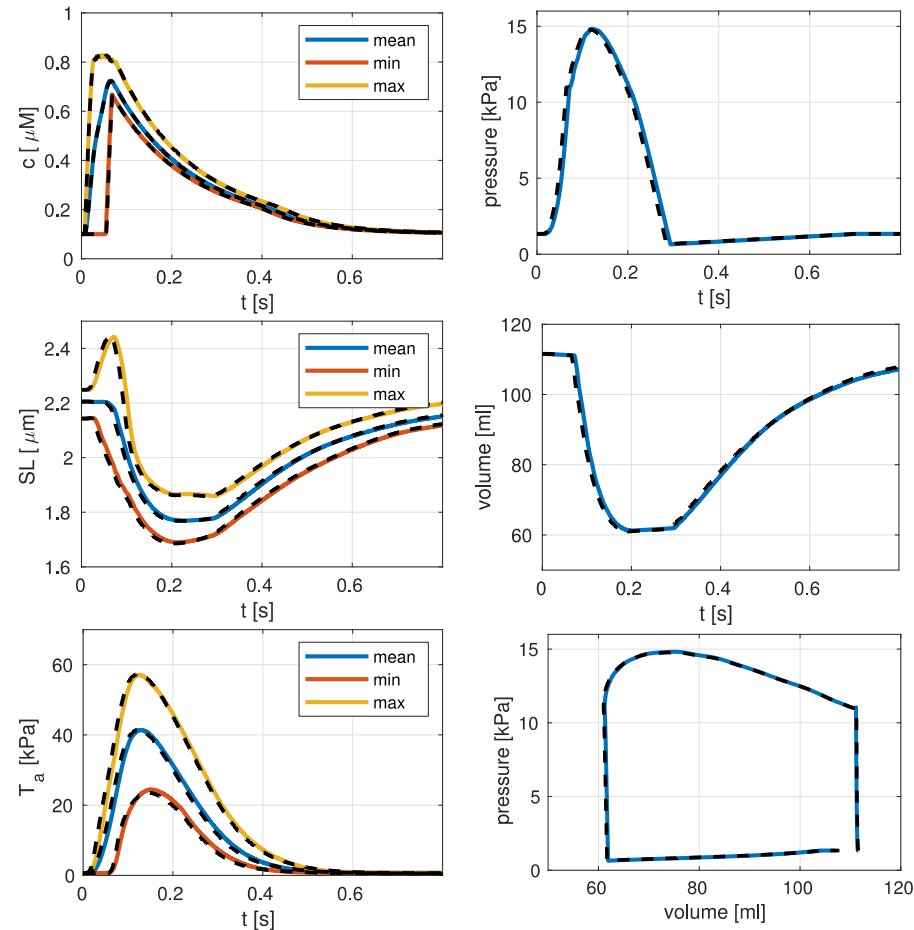 1
0.8
0.6
0.4
0.2
0
c [ μM]
0 0.2 0.4 0.6
t [s]
mean
min
max
15
10
5
0
pressure [kPa]
0 0.2 0.4 0.6
t [s]
2.4
2.2
2
1.8
1.6
SL [μm]
0 0.2 0.4 0.6
t [s]
mean
min
max
120
100
80
60
volume [ml]
0 0.2 0.4 0.6
t [s]
60
40
20
0
T_a [kPa]
0 0.2 0.4 0.6
t [s]
mean
min
max
15
10
5
0
pressure [kPa]
60 80 100 120
volume [ml]